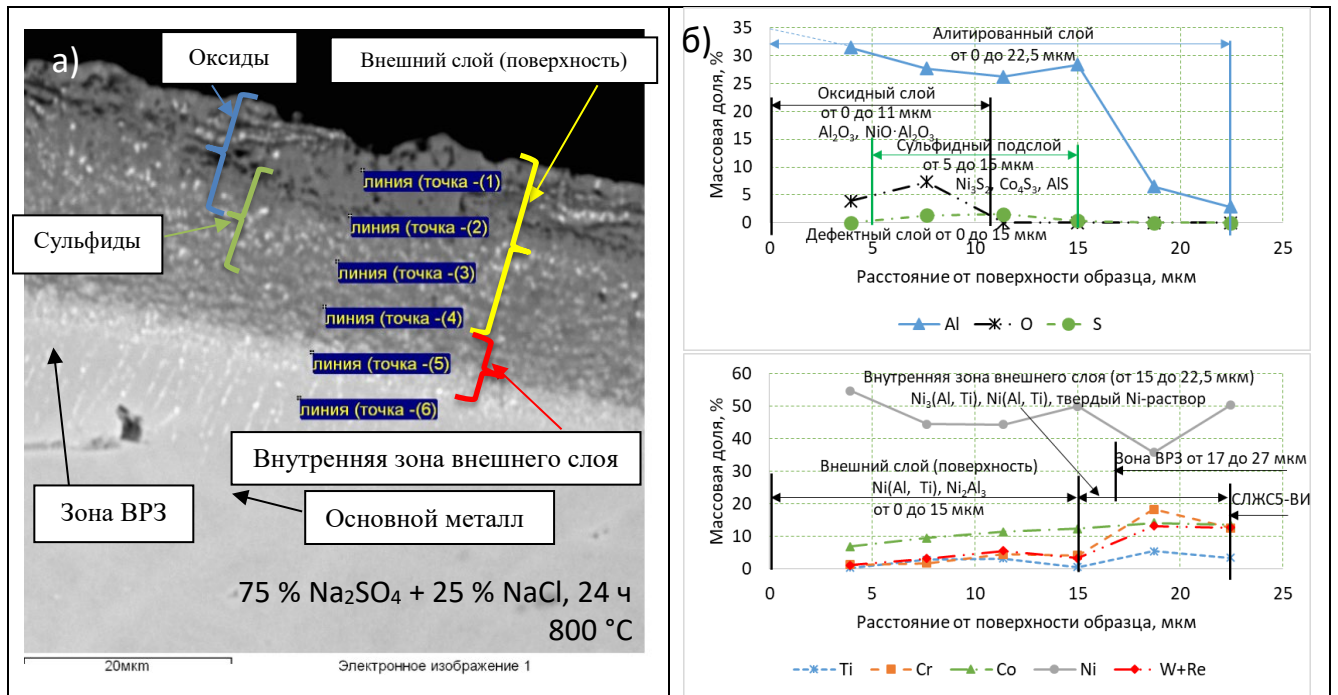 а)
Оксиды
Внешний слой (поверхность)
линия (точка -(1)
линия (точка -(2)
Сульфиды
линия (точка -(3)
линия (точка -(4)
линия (точка -(5)
линия (точка -(6)
Внутренняя зона внешнего слоя
Зона ВРЗ
Основной металл
75 % Na₂SO₄ + 25 % NaCl, 24 ч
800 °C
20мкm
Электронное изображение 1
б)
Массовая доля, %
35
30
25
20
15
10
5
0
Алитированный слой
от 0 до 22,5 мкм
Оксидный слой
от 0 до 11 мкм
Al₂O₃, NiO·Al₂O₃
Сульфидный подслой
от 5 до 15 мкм
Ni₃S₂, Co₄S₃, AlS
Дефектный слой от 0 до 15 мкм
0 5 10 15 20 25
Расстояние от поверхности образца, мкм
Al O S
Массовая доля, %
60
50
40
30
20
10
0
Внутренняя зона внешнего слоя (от 15 до 22,5 мкм)
Ni₃(Al, Ti), Ni(Al, Ti), твердый Ni-раствор
Внешний слой (поверхность)
Ni(Al, Ti), Ni₂Al₃
от 0 до 15 мкм
Зона ВРЗ от 17 до 27 мкм
СЛЖС5-ВИ
0 5 10 15 20 25
Расстояние от поверхности образца, мкм
Ti Cr Co Ni W+Re